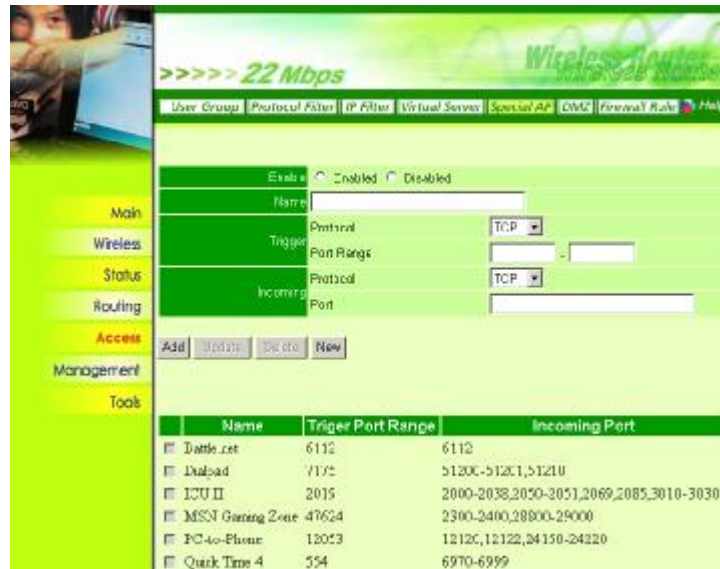 >>>>> 22 Mbps
Wireless Router
User Group Protocol Filter IP Filter Virtual Server Special AP DMZ Firewall Rule Help
Main
Wireless
Status
Routing
Access
Management
Tools
Enable Enabled Disabled
Name
Trigger
Protocol TCP
Port Range -
Incoming
Protocol TCP
Port
Add Update Delete New
Name Triger Port Range Incoming Port
Battle.net 6112 6112
Dialpad 7175 51200-51201,51210
ICU II 2019 2000-2038,2050-2051,2069,2085,3010-3030
MSN Gaming Zone 47624 2300-2400,28800-29000
PC-to-Phone 12053 12120,12122,24150-24220
Quick Time 4 554 6970-6999